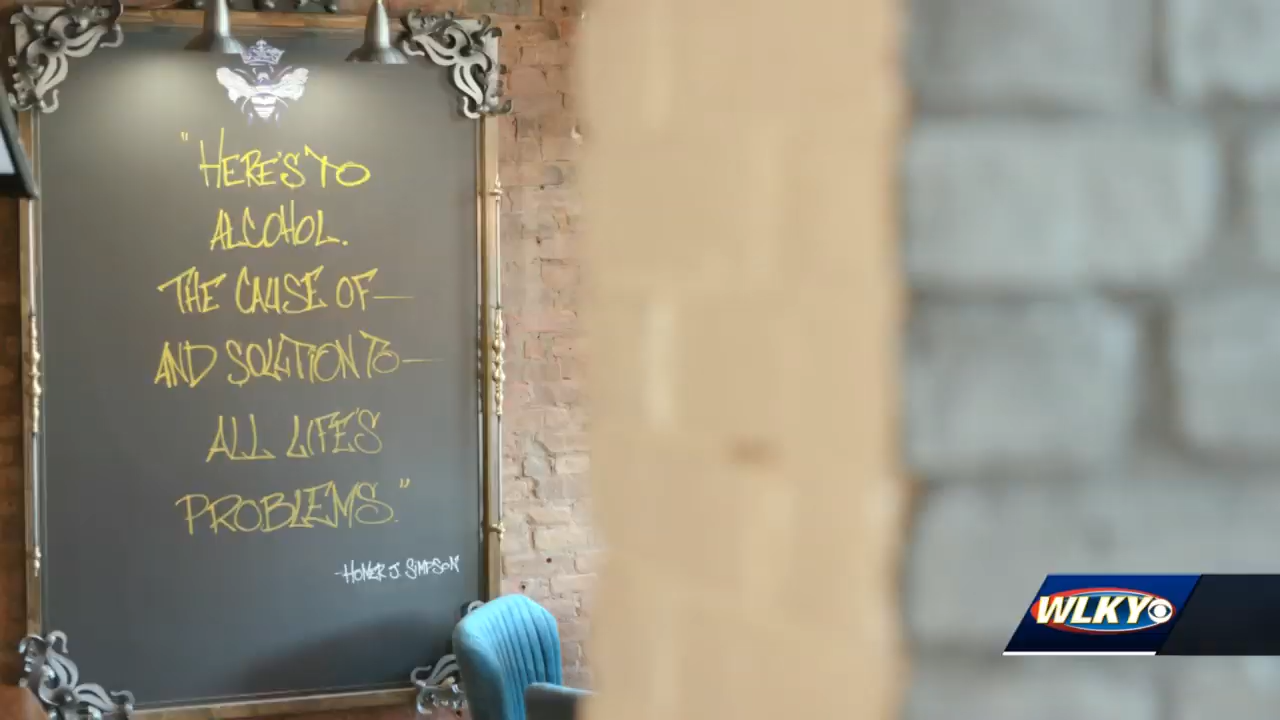 "HERE'S TO
ALCOHOL.
THE CAUSE OF—
AND SOLUTION TO—
ALL LIFE'S
PROBLEMS."
-HOMER J. SIMPSON
WLKY